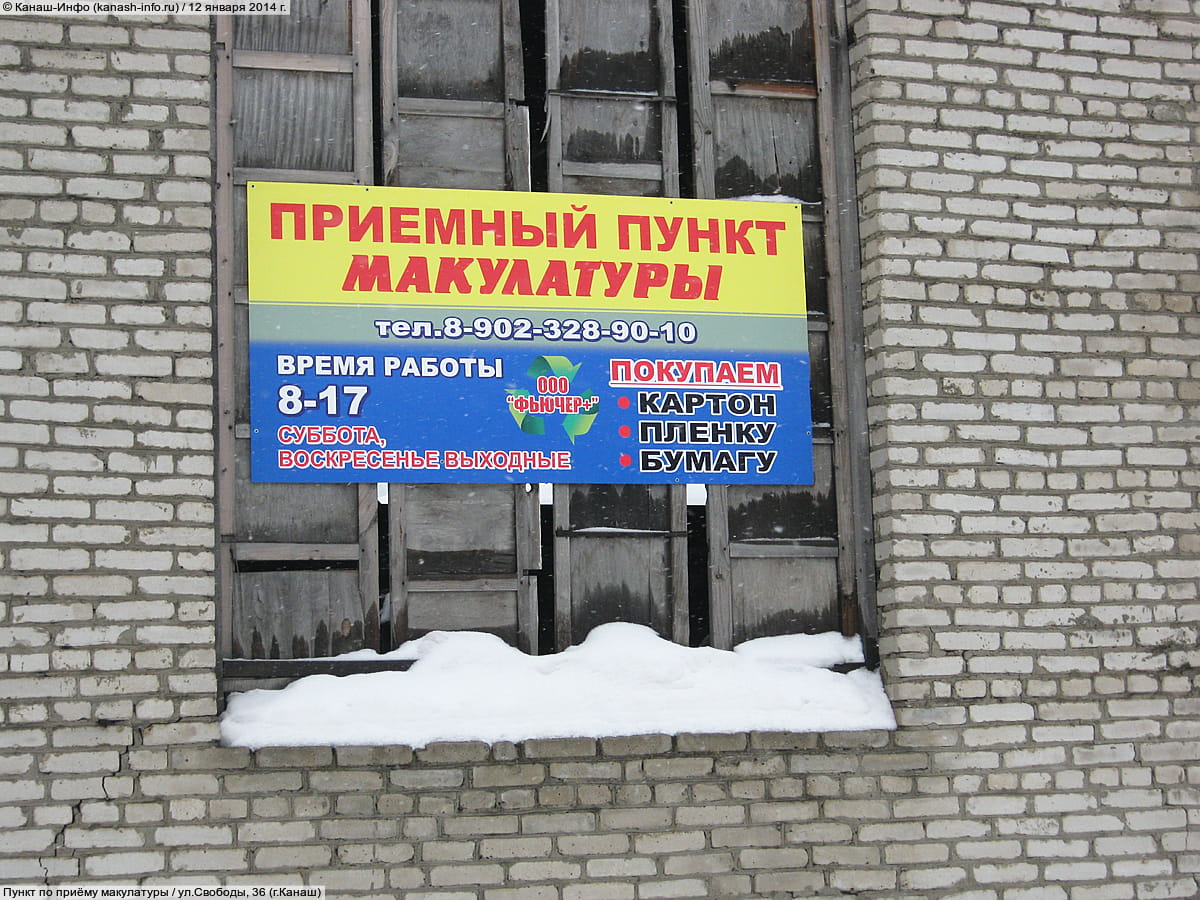 © Канаш-Инфо (kanash-info.ru) / 12 января 2014 г.
ПРИЕМНЫЙ ПУНКТ
МАКУЛАТУРЫ
тел.8-902-328-90-10
ВРЕМЯ РАБОТЫ
8-17
СУББОТА,
ВОСКРЕСЕНЬЕ ВЫХОДНЫЕ
ООО
"ФЬЮЧЕР+"
ПОКУПАЕМ
• КАРТОН
• ПЛЕНКУ
• БУМАГУ
Пункт по приёму макулатуры / ул.Свободы, 36 (г.Канаш)